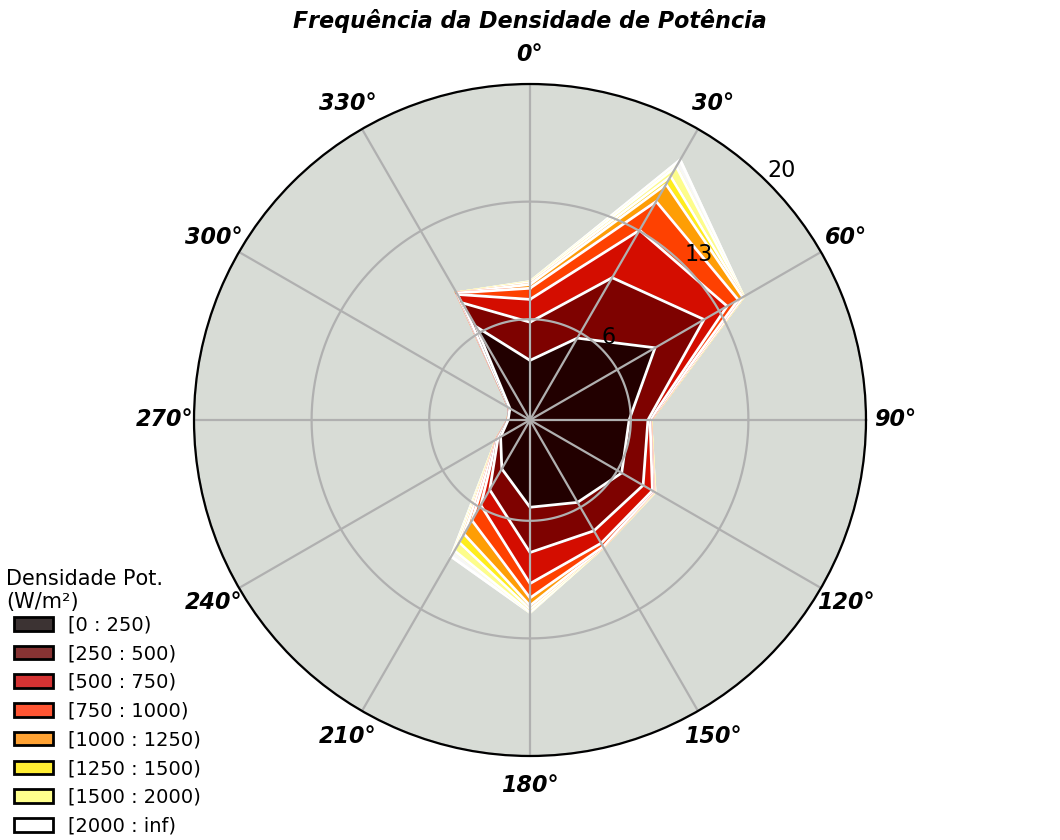 Frequência da Densidade de Potência
0°
330°
30°
20
300°
60°
13
6
270°
90°
Densidade Pot.
(W/m²)
240°
120°
[0 : 250)
[250 : 500)
[500 : 750)
[750 : 1000)
210°
150°
[1000 : 1250)
[1250 : 1500)
180°
[1500 : 2000)
[2000 : inf)